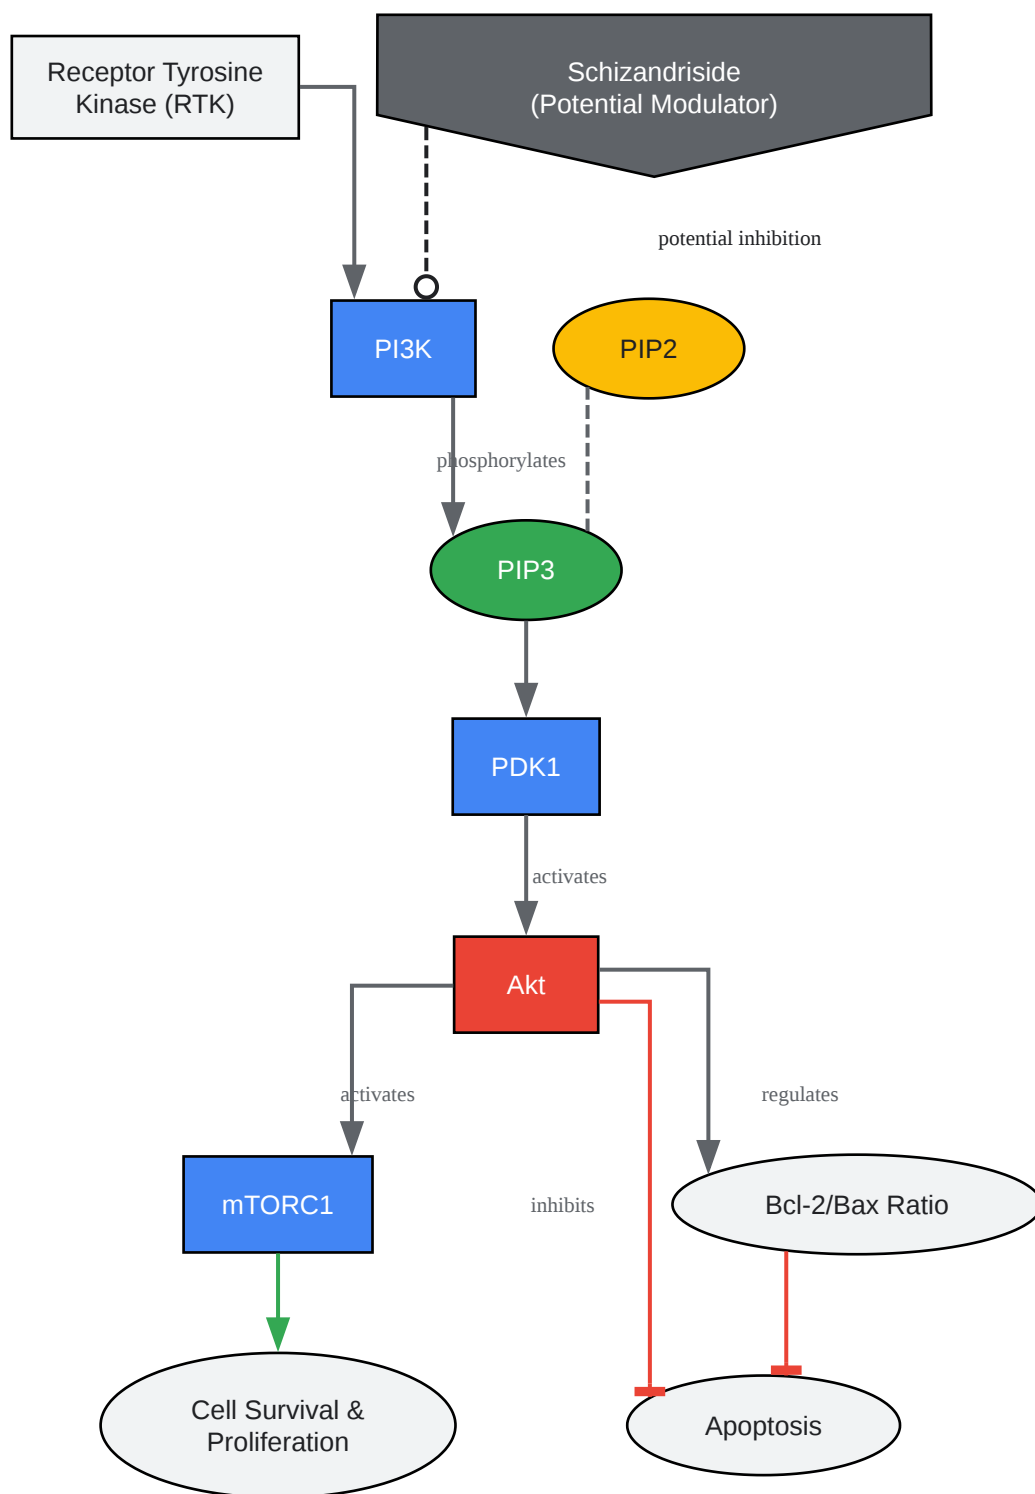 Receptor Tyrosine
Kinase (RTK)
Schizandriside
(Potential Modulator)
potential inhibition
PI3K
PIP2
phosphorylates
PIP3
PDK1
activates
Akt
activates
regulates
mTORC1
inhibits
Bcl-2/Bax Ratio
Cell Survival &
Proliferation
Apoptosis